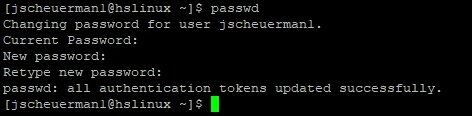 [jscheuerman1@hslinux ~]$ passwd
Changing password for user jscheuerman1.
Current Password:
New password:
Retype new password:
passwd: all authentication tokens updated successfully.
[jscheuerman1@hslinux ~]$